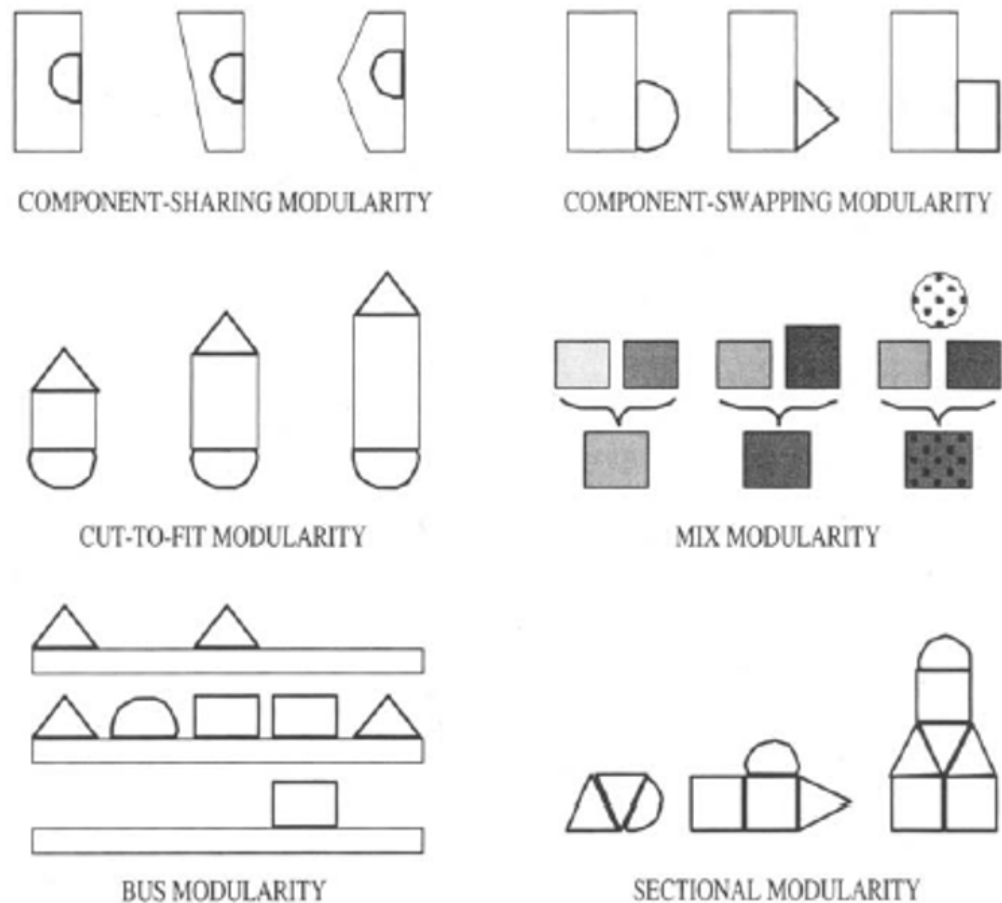 COMPONENT-SHARING MODULARITY
COMPONENT-SWAPPING MODULARITY
CUT-TO-FIT MODULARITY
MIX MODULARITY
BUS MODULARITY
SECTIONAL MODULARITY